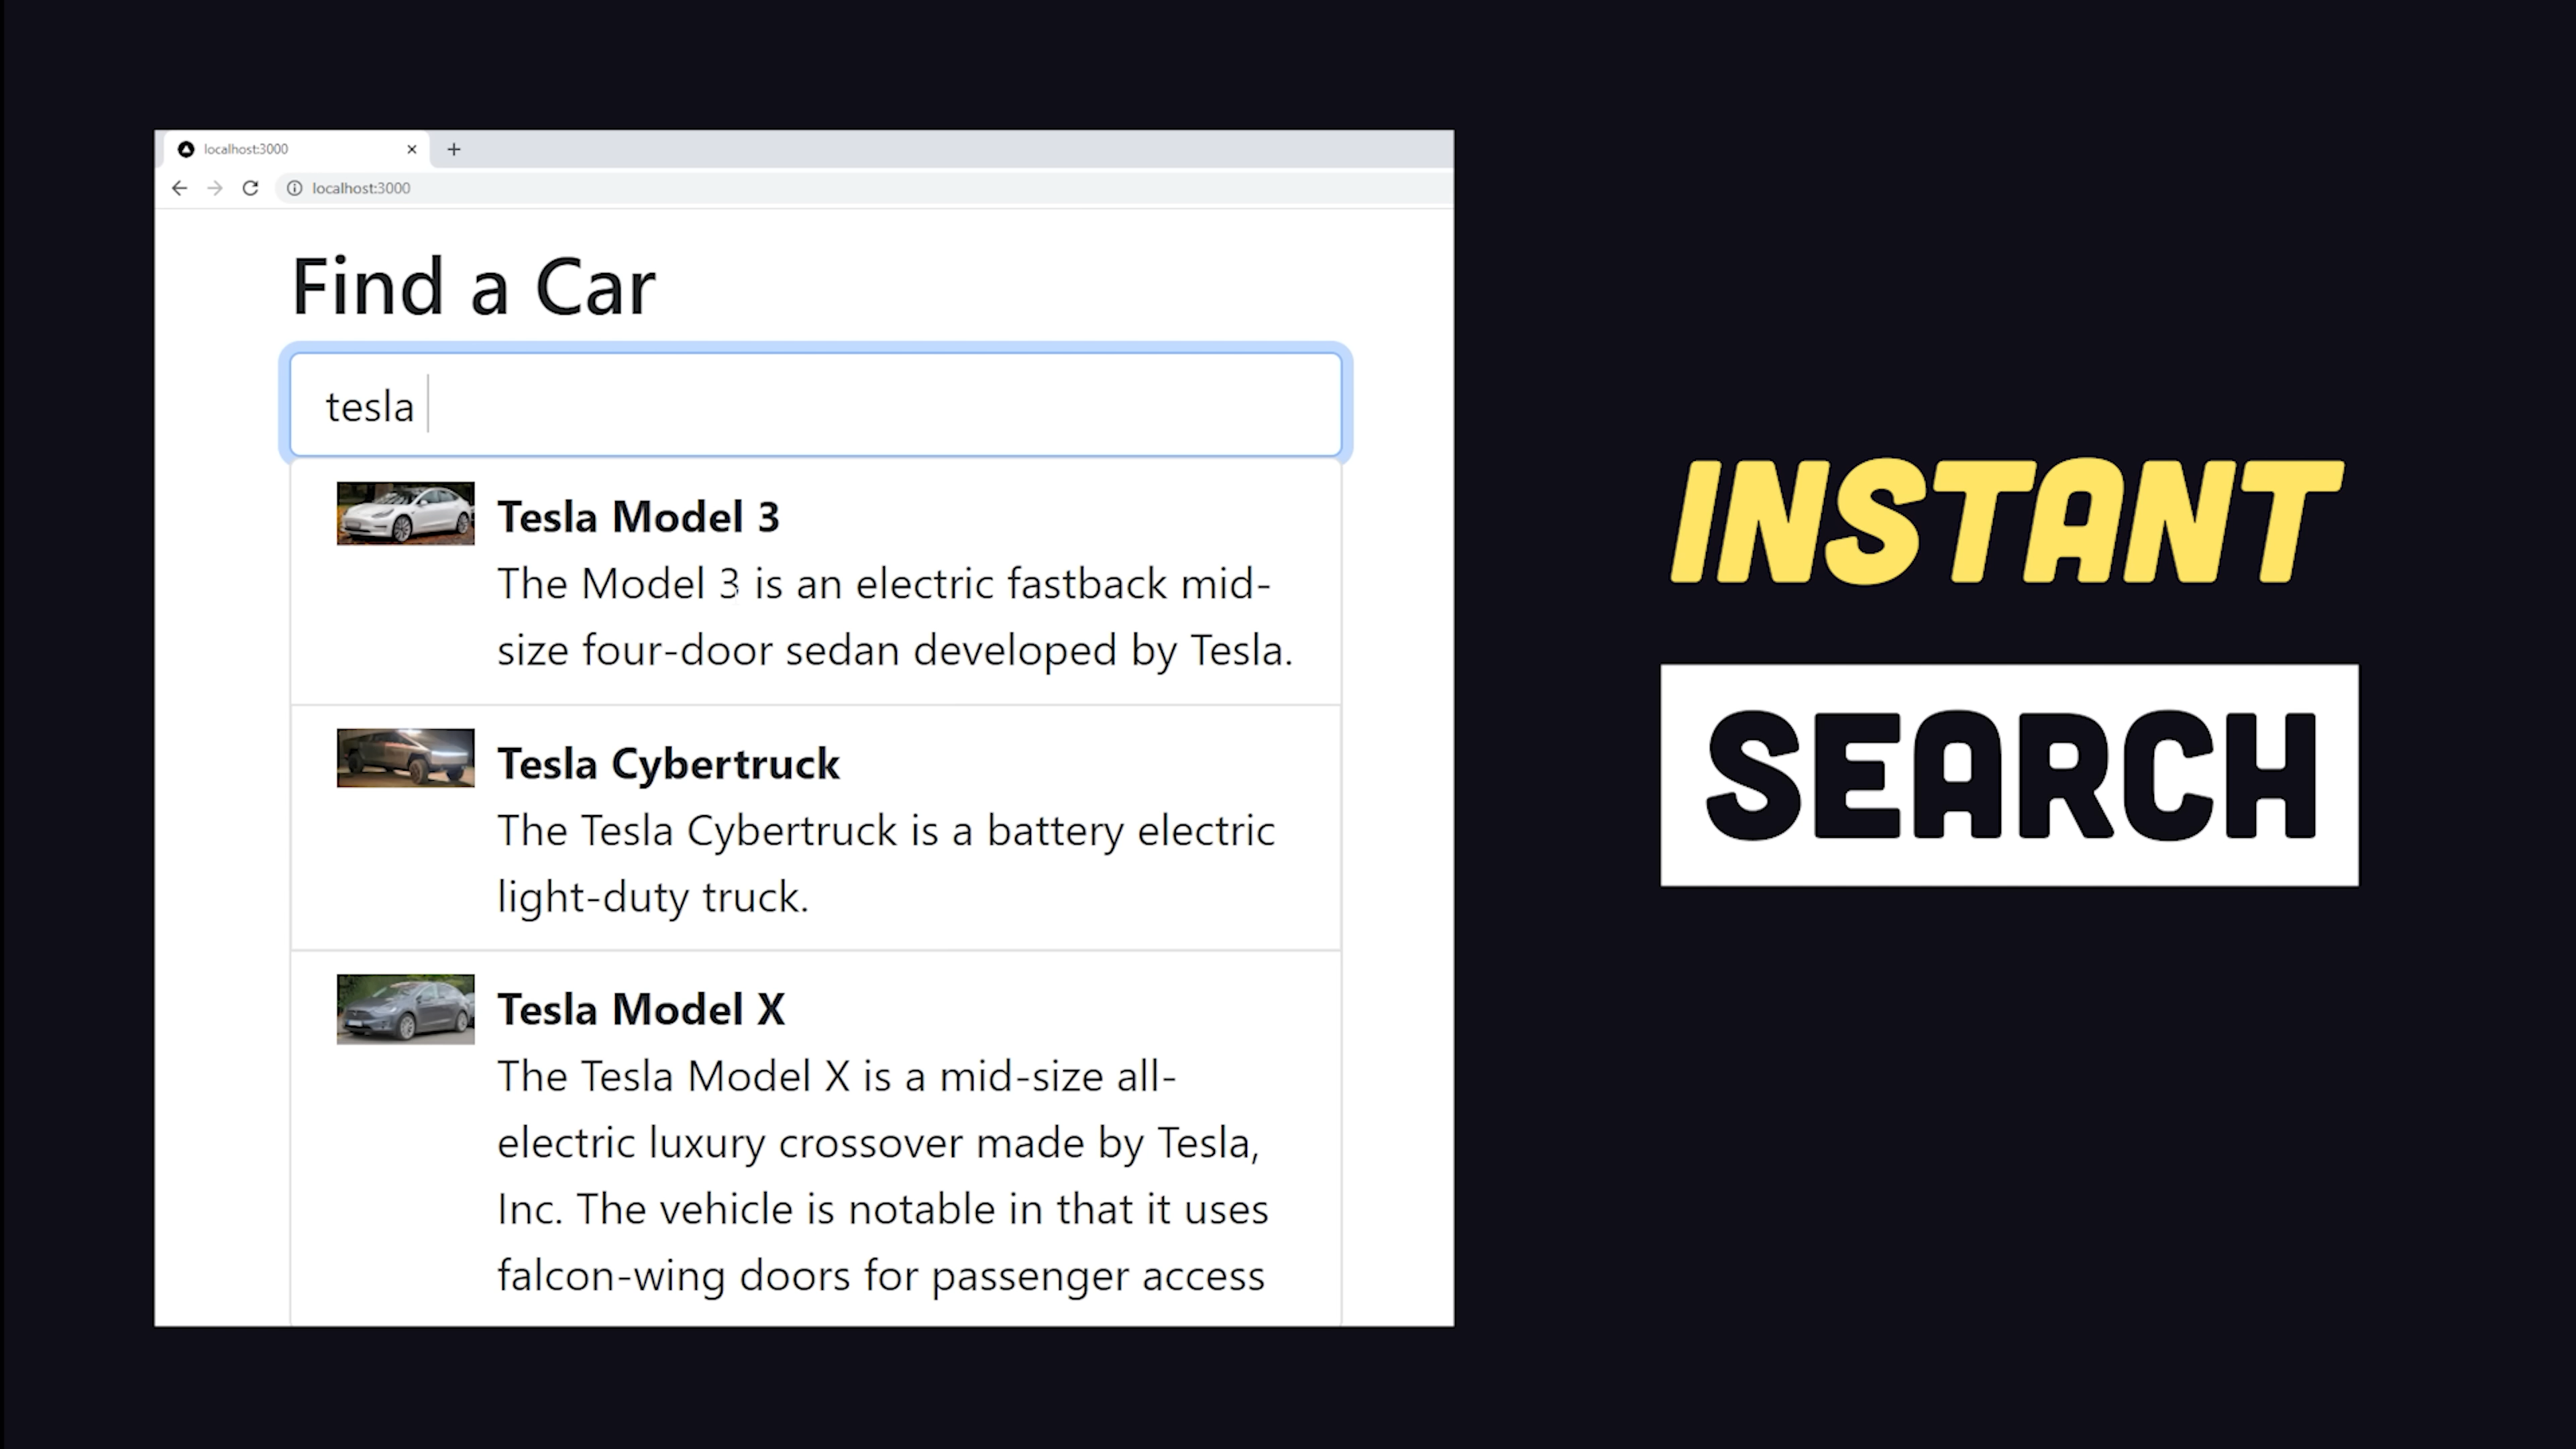 localhost:3000
localhost:3000
Find a Car
tesla
Tesla Model 3
The Model 3 is an electric fastback mid-
size four-door sedan developed by Tesla.
Tesla Cybertruck
The Tesla Cybertruck is a battery electric
light-duty truck.
Tesla Model X
The Tesla Model X is a mid-size all-
electric luxury crossover made by Tesla,
Inc. The vehicle is notable in that it uses
falcon-wing doors for passenger access
INSTANT
SEARCH